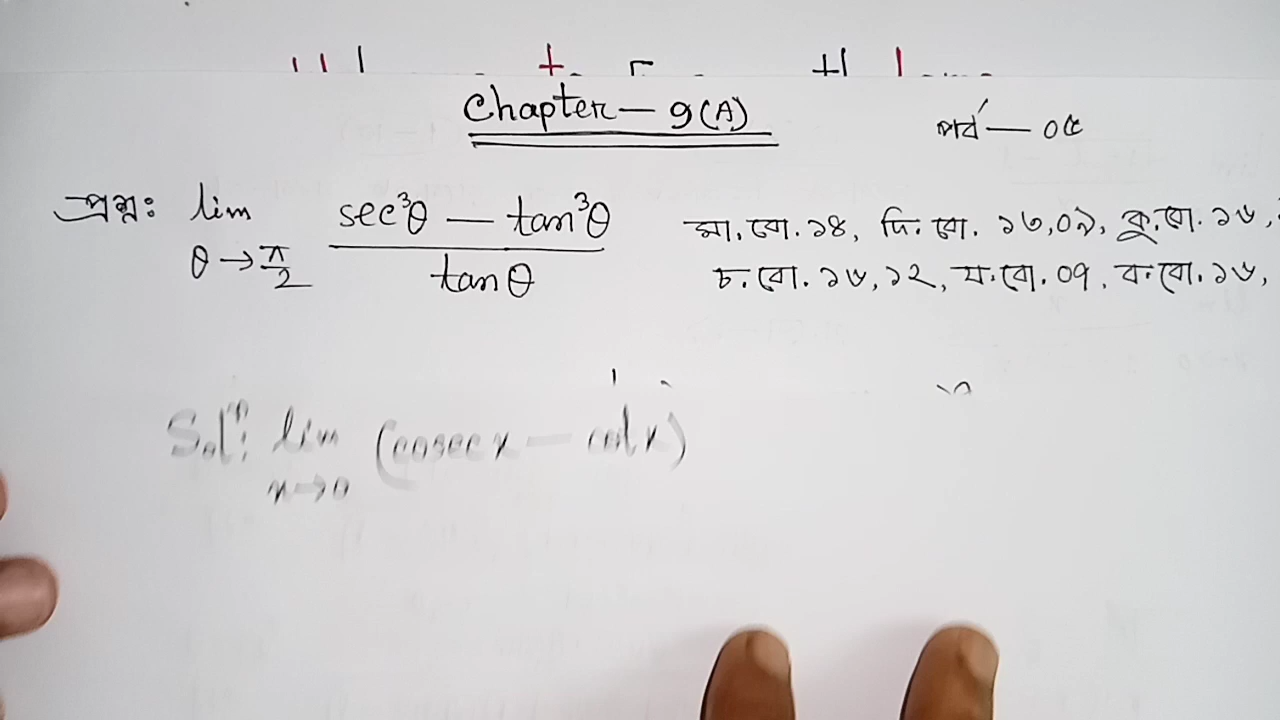 Chapter — 9(A)
পর্ব — ০৫
প্রশ্নঃ lim θ→π/2 (sec³θ — tan³θ)/tanθ
মা. বো. ১৪, দি. বো. ১৩,০৯, কু. বো. ১৬,
চ. বো. ১৬,১২, য. বো. ০৭, ব. বো. ১৬,
Solⁿ: lim x→0 (cosec x — cot x)